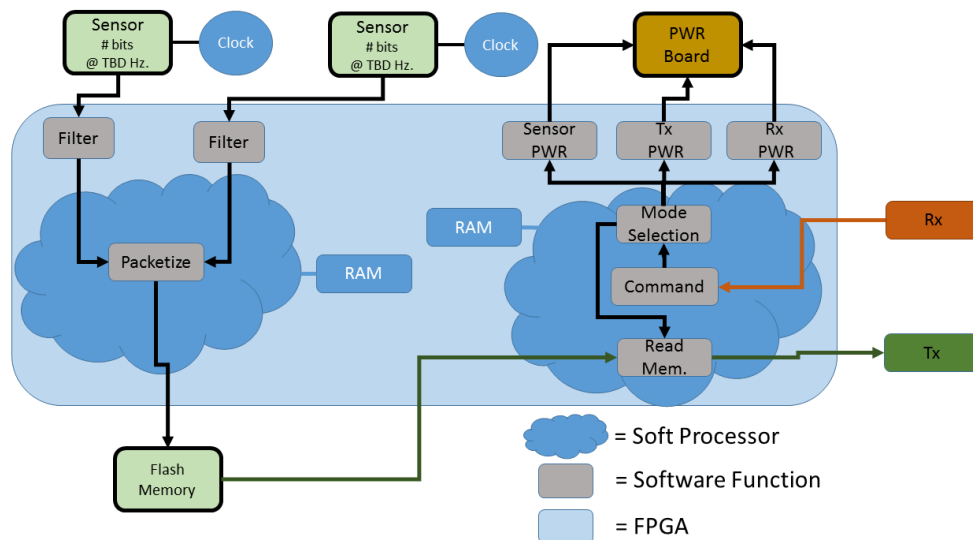 Sensor
# bits
@ TBD Hz.
Clock
Sensor
# bits
@ TBD Hz.
Clock
PWR
Board
Filter
Filter
Sensor
PWR
Tx
PWR
Rx
PWR
Mode
Selection
RAM
Rx
Packetize
RAM
Command
Read
Mem.
Tx
= Soft Processor
Flash
Memory
= Software Function
= FPGA